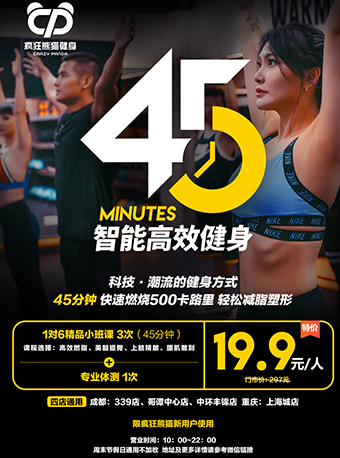 疯狂熊猫健身
CRAZY PANDA
45
MINUTES
智能高效健身
科技·潮流的健身方式
45分钟 快速燃烧500卡路里 轻松减脂塑形
1对6精品小班课 3次（45分钟）
课程选择：高效燃脂、美腿提臀、上肢精雕、腹肌雕刻
+
专业体测 1次
特价
19.9元/人
门市价：297元
四店通用 成都：339店、哥谭中心店、中环丰锦店 重庆：上海城店
限疯狂熊猫新用户使用
营业时间：10：00~22：00
周末节假日通用不加收 地址及更多详情请参考微信链接
NIKE NIKE NIKE NIKE